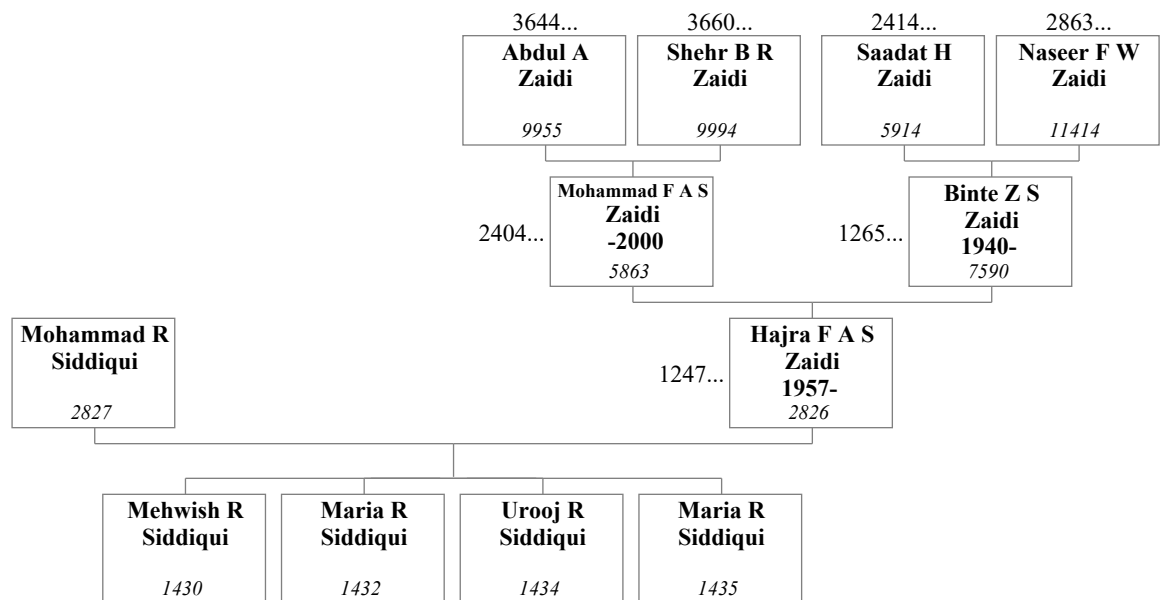 3644...
3660...
2414...
2863...
Abdul A
Zaidi
9955
Shehr B R
Zaidi
9994
Saadat H
Zaidi
5914
Naseer F W
Zaidi
11414
2404...
Mohammad F A S
Zaidi
-2000
5863
1265...
Binte Z S
Zaidi
1940-
7590
Mohammad R
Siddiqui
2827
1247...
Hajra F A S
Zaidi
1957-
2826
Mehwish R
Siddiqui
1430
Maria R
Siddiqui
1432
Urooj R
Siddiqui
1434
Maria R
Siddiqui
1435